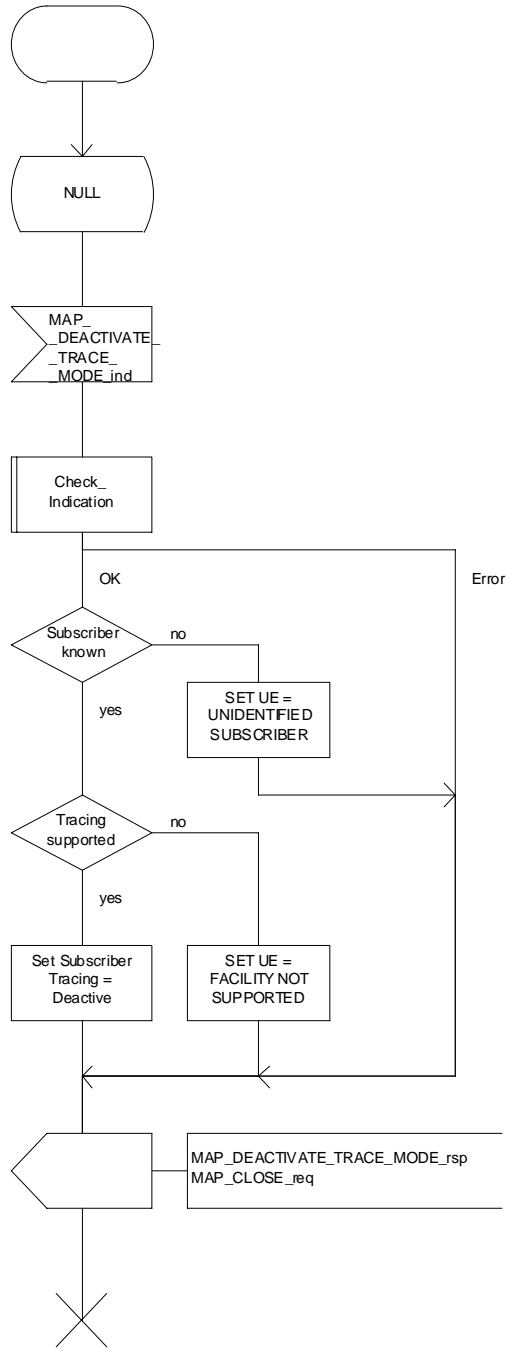 NULL
MAP_
_DEACTIVATE_
_TRACE_
_MODE_ind
Check_
Indication
OK
Error
Subscriber
known
no
yes
SET UE =
UNIDENTIFIED
SUBSCRIBER
Tracing
supported
no
yes
Set Subscriber
Tracing =
Deactive
SET UE =
FACILITY NOT
SUPPORTED
MAP_DEACTIVATE_TRACE_MODE_rsp
MAP_CLOSE_req